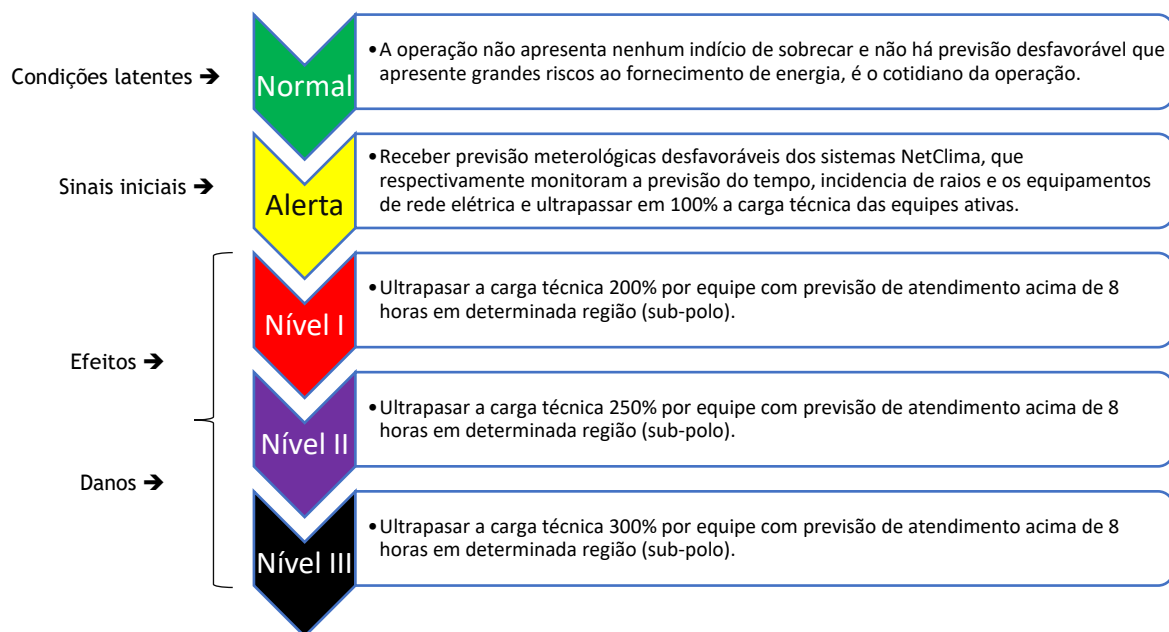 Condições latentes ➔
Normal
•A operação não apresenta nenhum indício de sobrecar e não há previsão desfavorável que
apresente grandes riscos ao fornecimento de energia, é o cotidiano da operação.
Sinais iniciais ➔
Alerta
•Receber previsão meterológicas desfavoráveis dos sistemas NetClima, que
respectivamente monitoram a previsão do tempo, incidencia de raios e os equipamentos
de rede elétrica e ultrapassar em 100% a carga técnica das equipes ativas.
Efeitos ➔
Nível I
•Ultrapasar a carga técnica 200% por equipe com previsão de atendimento acima de 8
horas em determinada região (sub-polo).
Nível II
•Ultrapasar a carga técnica 250% por equipe com previsão de atendimento acima de 8
horas em determinada região (sub-polo).
Danos ➔
Nível III
•Ultrapasar a carga técnica 300% por equipe com previsão de atendimento acima de 8
horas em determinada região (sub-polo).